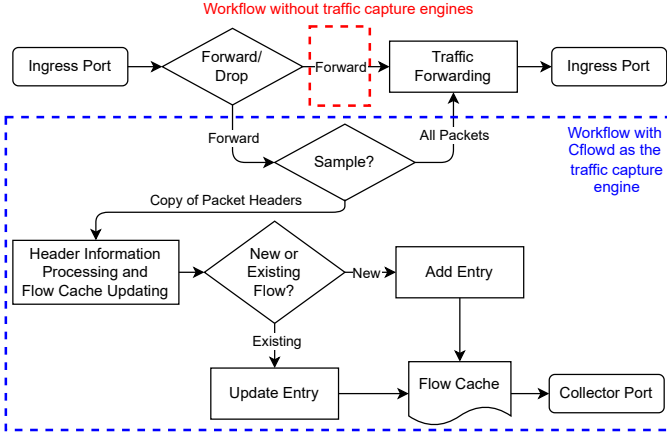 Workflow without traffic capture engines
Ingress Port
Forward/
Drop
Forward
Traffic
Forwarding
Ingress Port
Forward
All Packets
Sample?
Workflow with
Cflowd as the
traffic capture
engine
Copy of Packet Headers
Header Information
Processing and
Flow Cache Updating
New or
Existing
Flow?
New
Add Entry
Existing
Update Entry
Flow Cache
Collector Port